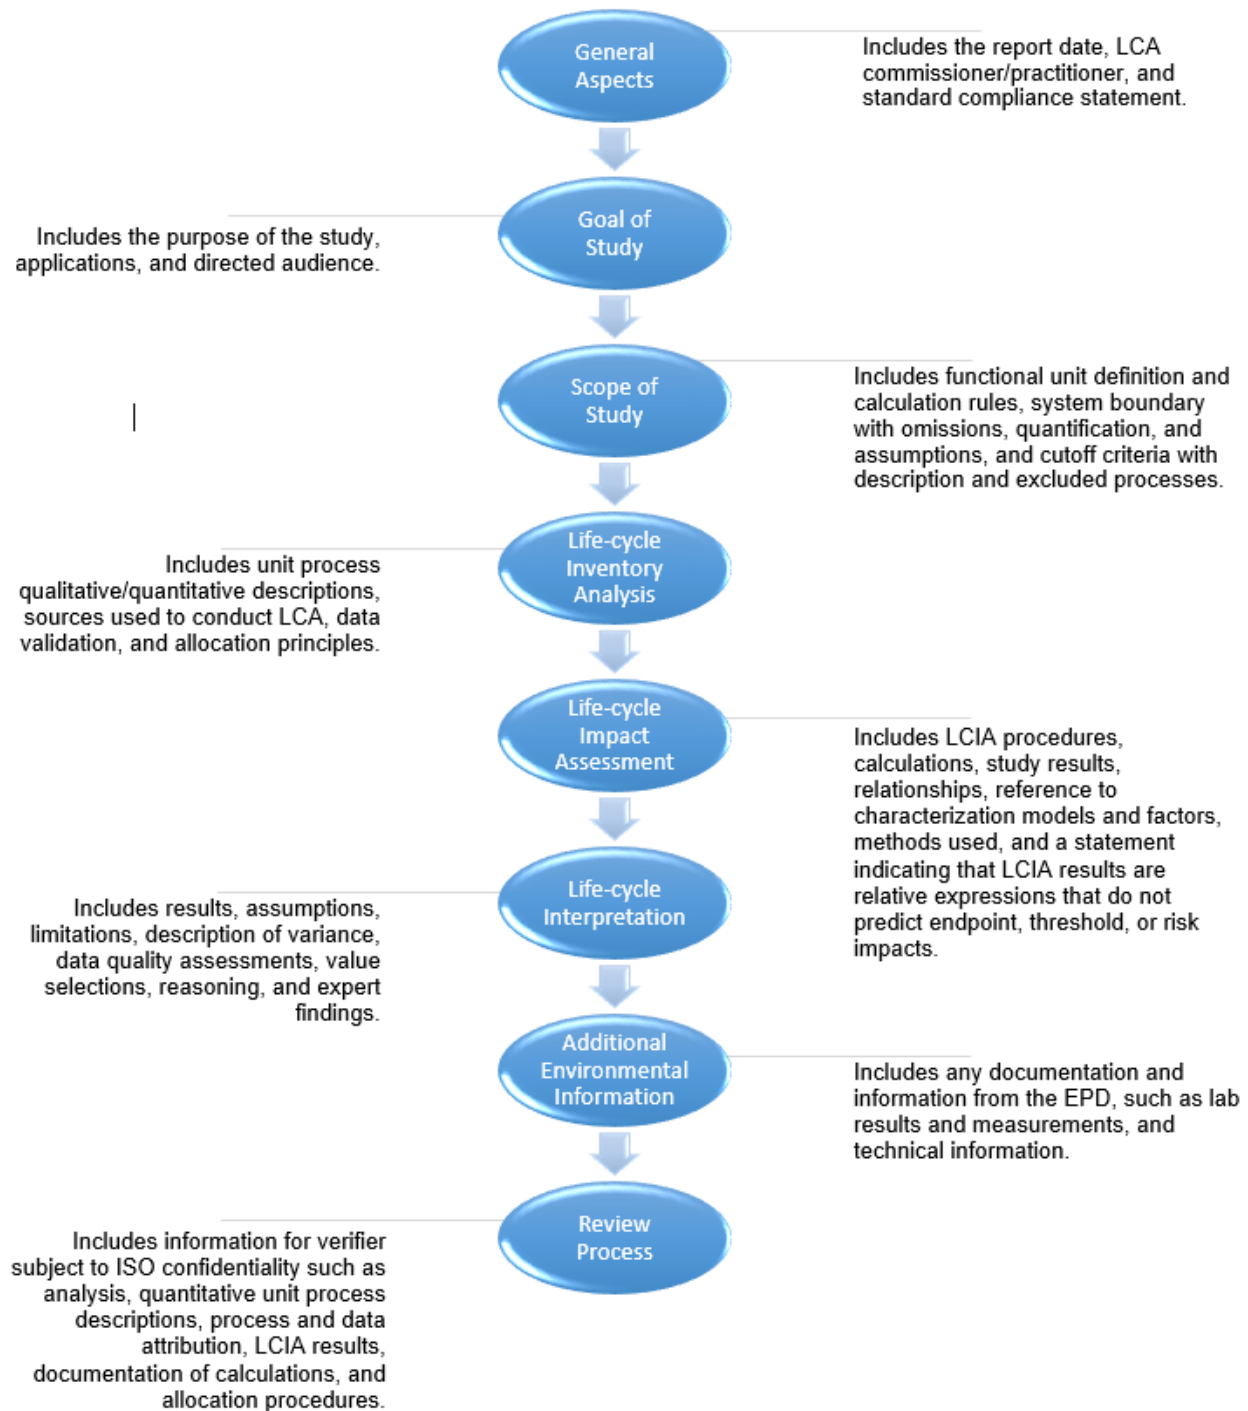 General
Aspects
Includes the report date, LCA
commissioner/practitioner, and
standard compliance statement.
Goal of
Study
Includes the purpose of the study,
applications, and directed audience.
Scope of
Study
Includes functional unit definition and
calculation rules, system boundary
with omissions, quantification, and
assumptions, and cutoff criteria with
description and excluded processes.
Life-cycle
Inventory
Analysis
Includes unit process
qualitative/quantitative descriptions,
sources used to conduct LCA, data
validation, and allocation principles.
Life-cycle
Impact
Assessment
Includes LCIA procedures,
calculations, study results,
relationships, reference to
characterization models and factors,
methods used, and a statement
indicating that LCIA results are
relative expressions that do not
predict endpoint, threshold, or risk
impacts.
Life-cycle
Interpretation
Includes results, assumptions,
limitations, description of variance,
data quality assessments, value
selections, reasoning, and expert
findings.
Additional
Environmental
Information
Includes any documentation and
information from the EPD, such as lab
results and measurements, and
technical information.
Review
Process
Includes information for verifier
subject to ISO confidentiality such as
analysis, quantitative unit process
descriptions, process and data
attribution, LCIA results,
documentation of calculations, and
allocation procedures.